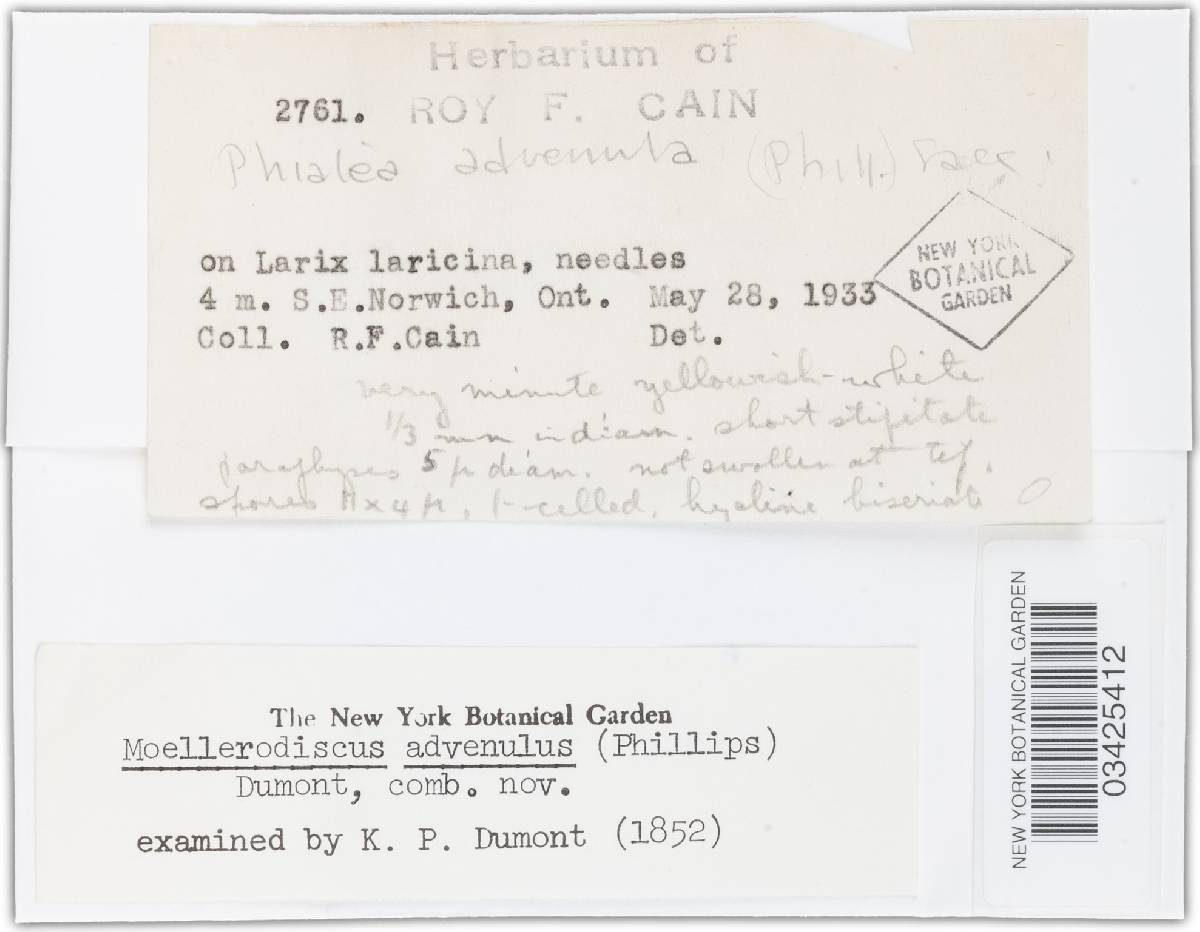 Herbarium of
2761. ROY F. CAIN
Phialea advenula (Phill.) Sacc.
on Larix laricina, needles
4 m. S.E.Norwich, Ont. May 28, 1933
Coll. R.F.Cain Det.
NEW YORK
BOTANICAL
GARDEN
very minute yellowish-white
1/3 mm in diam. short stipitate
paraphyses 5 µ diam. not swollen at tip.
spores 11 x 4 µ, 1-celled, hyaline biseriate
The New York Botanical Garden
Moellerodiscus advenulus (Phillips)
Dumont, comb. nov.
examined by K. P. Dumont (1852)
NEW YORK BOTANICAL GARDEN
03425412